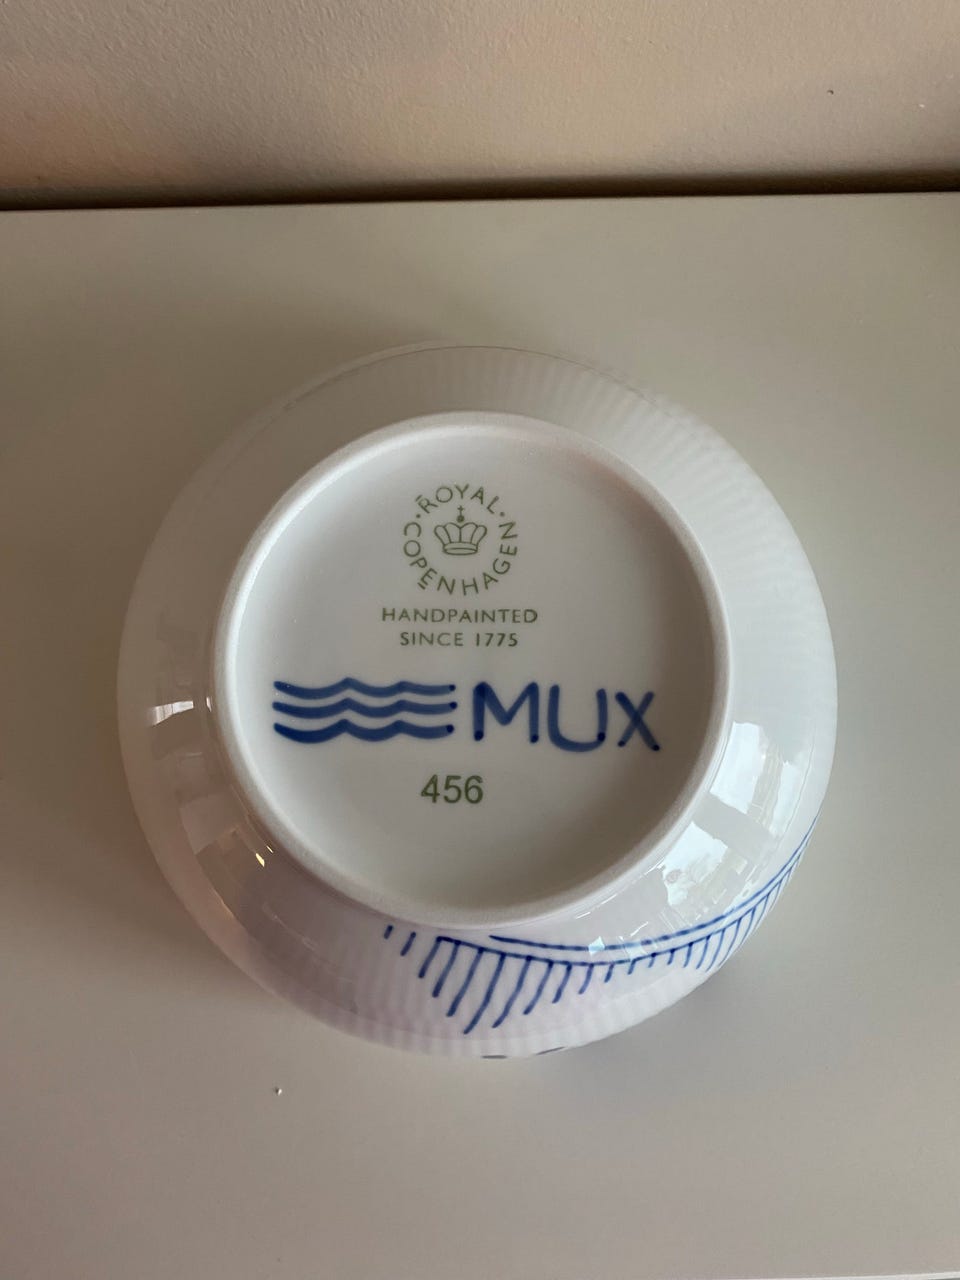 ROYAL COPENHAGEN
HANDPAINTED
SINCE 1775
MUX
456